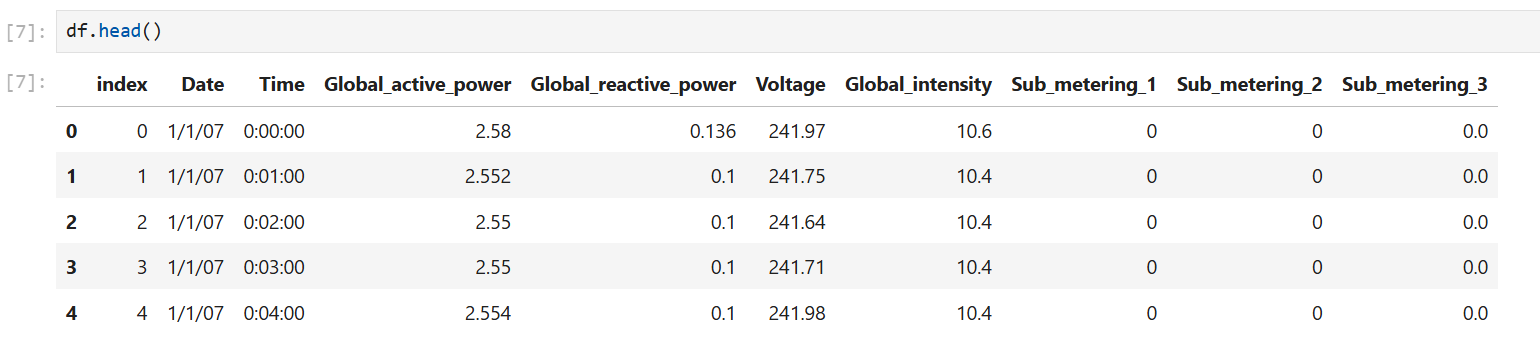 [7]: df.head()
[7]: index Date Time Global_active_power Global_reactive_power Voltage Global_intensity Sub_metering_1 Sub_metering_2 Sub_metering_3
0 0 1/1/07 0:00:00 2.58 0.136 241.97 10.6 0 0 0.0
1 1 1/1/07 0:01:00 2.552 0.1 241.75 10.4 0 0 0.0
2 2 1/1/07 0:02:00 2.55 0.1 241.64 10.4 0 0 0.0
3 3 1/1/07 0:03:00 2.55 0.1 241.71 10.4 0 0 0.0
4 4 1/1/07 0:04:00 2.554 0.1 241.98 10.4 0 0 0.0